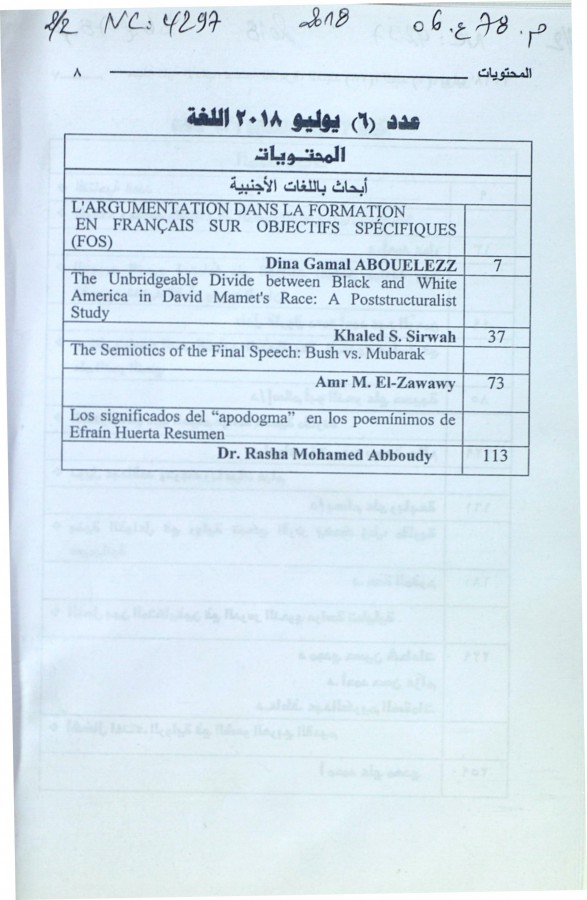 2/2 NC: 4297 2018 م. 78 ع. 06
المحتويات ٨
عدد (٦) يوليو ٢٠١٨ اللغة
المحتويات
أبحاث باللغات الأجنبية
L'ARGUMENTATION DANS LA FORMATION
EN FRANÇAIS SUR OBJECTIFS SPÉCIFIQUES
(FOS)
Dina Gamal ABOUELEZZ 7
The Unbridgeable Divide between Black and White
America in David Mamet's Race: A Poststructuralist
Study
Khaled S. Sirwah 37
The Semiotics of the Final Speech: Bush vs. Mubarak
Amr M. El-Zawawy 73
Los significados del “apodogma” en los poemínimos de
Efraín Huerta Resumen
Dr. Rasha Mohamed Abboudy 113